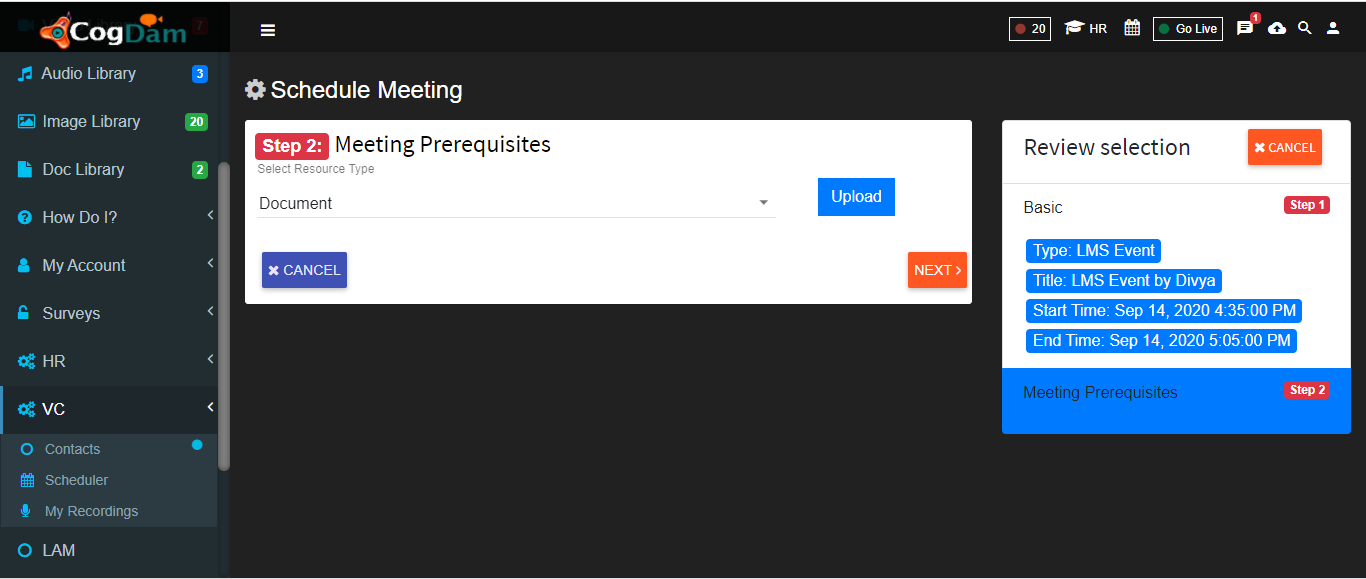 CogDam
20
HR
Go Live
1
Audio Library 3
Image Library 20
Doc Library 2
How Do I?
My Account
Surveys
HR
VC
Contacts
Scheduler
My Recordings
LAM
Schedule Meeting
Step 2: Meeting Prerequisites
Select Resource Type
Document
Upload
CANCEL
NEXT
Review selection
CANCEL
Basic Step 1
Type: LMS Event
Title: LMS Event by Divya
Start Time: Sep 14, 2020 4:35:00 PM
End Time: Sep 14, 2020 5:05:00 PM
Meeting Prerequisites Step 2